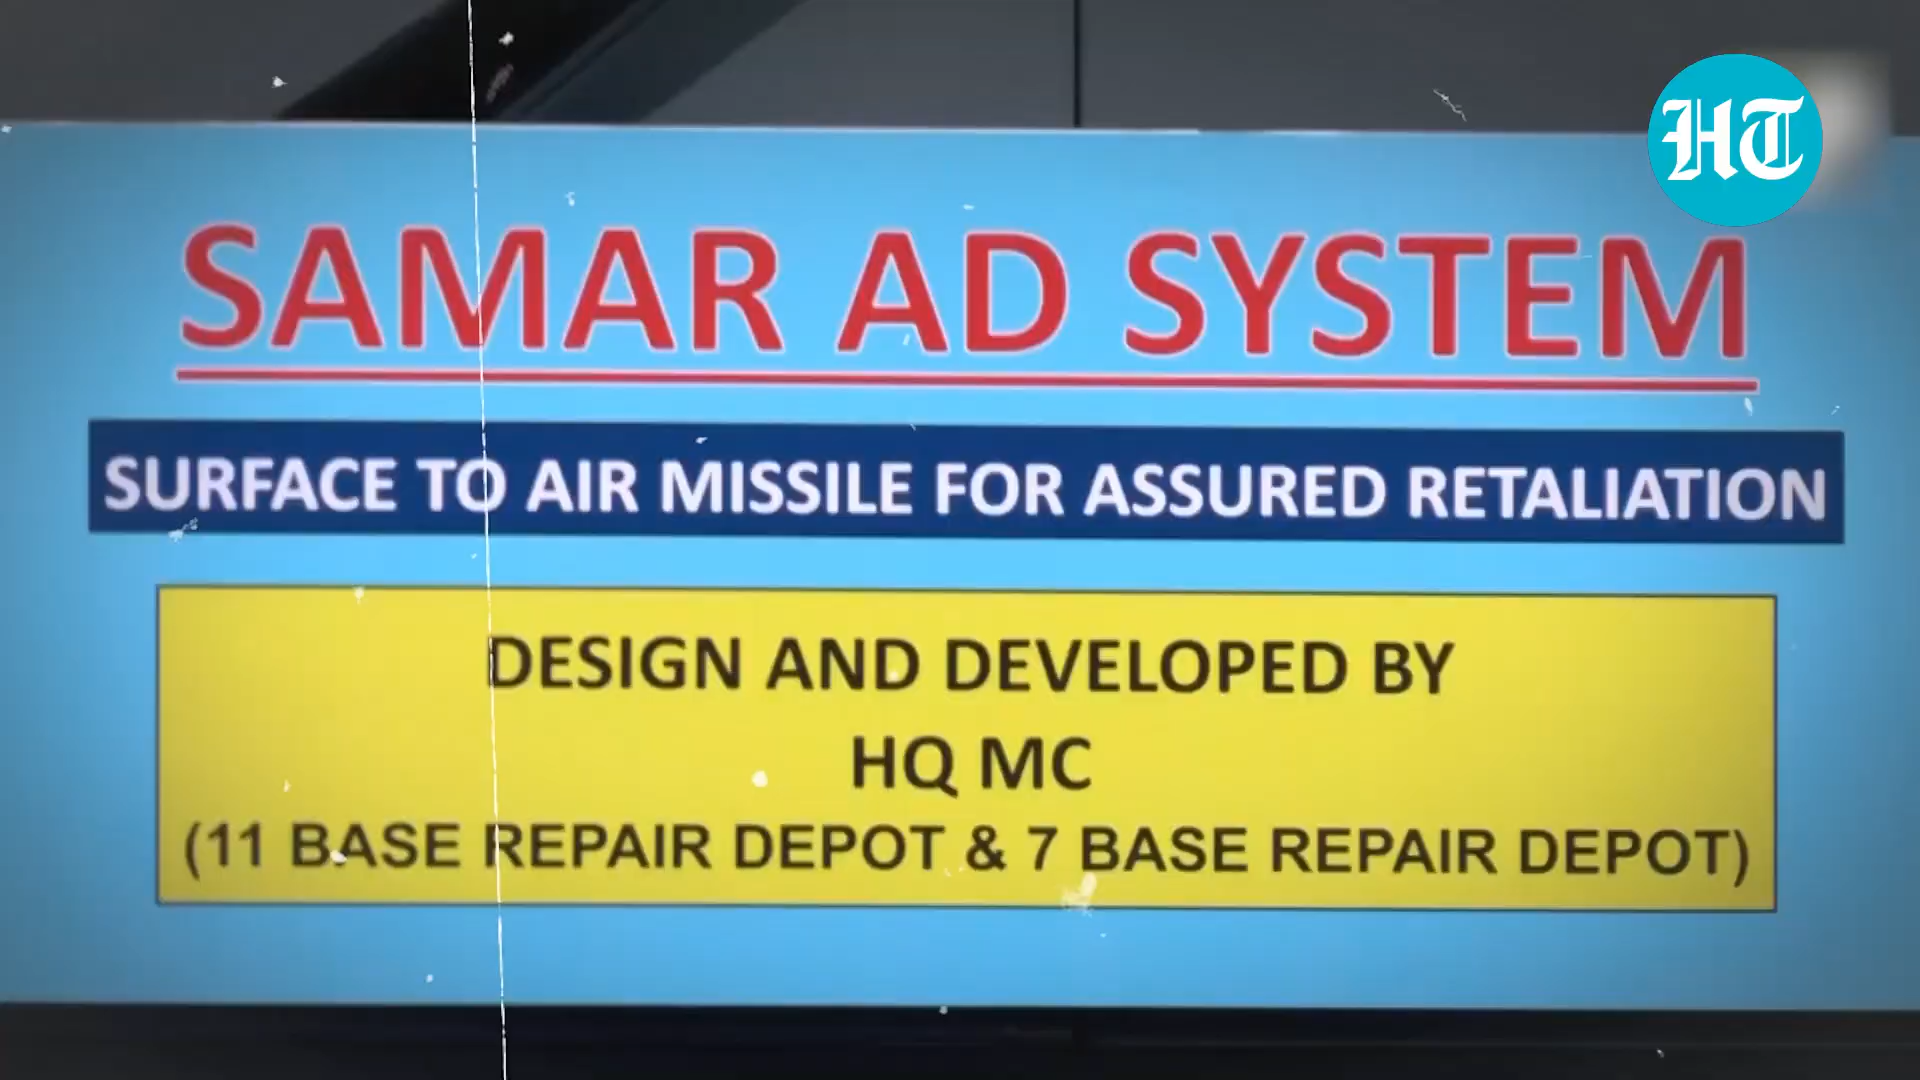 HT
SAMAR AD SYSTEM
SURFACE TO AIR MISSILE FOR ASSURED RETALIATION
DESIGN AND DEVELOPED BY
HQ MC
(11 BASE REPAIR DEPOT & 7 BASE REPAIR DEPOT)